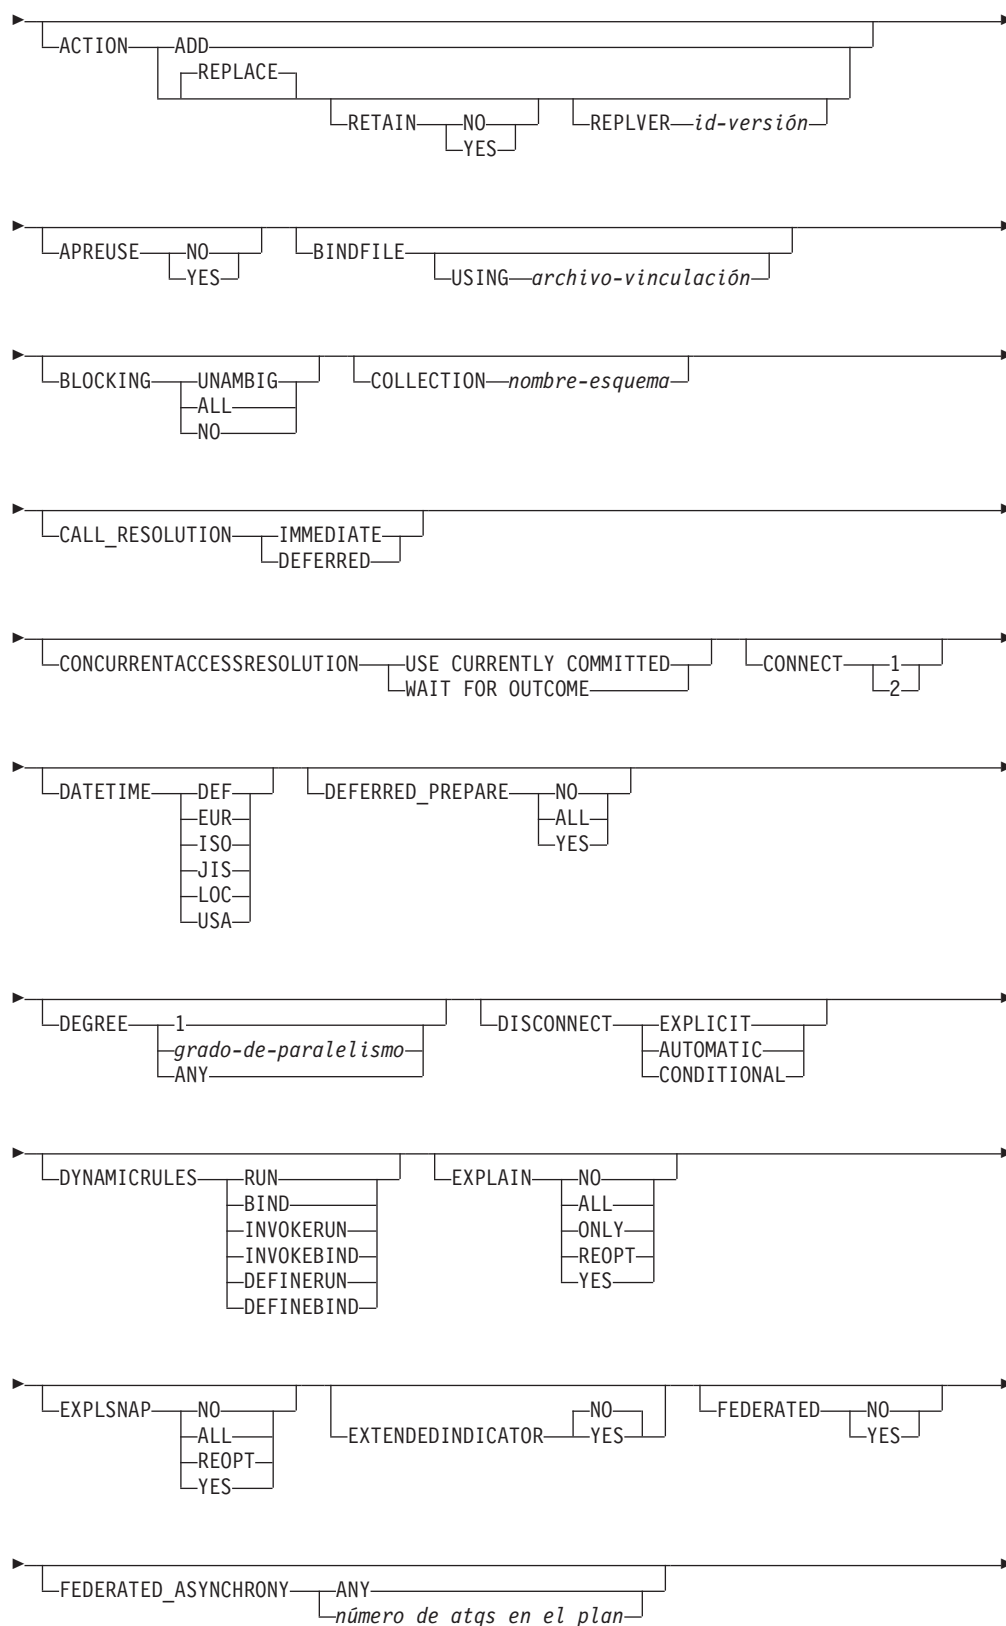 ACTION ADD
REPLACE
RETAIN NO REPLVER id-versión
YES
APREUSE NO BINDFILE
YES USING archivo-vinculación
BLOCKING UNAMBIG COLLECTION nombre-esquema
ALL
NO
CALL_RESOLUTION IMMEDIATE
DEFERRED
CONCURRENTACCESSRESOLUTION USE CURRENTLY COMMITTED CONNECT 1
WAIT FOR OUTCOME 2
DATETIME DEF DEFERRED_PREPARE NO
EUR ALL
ISO YES
JIS
LOC
USA
DEGREE 1 DISCONNECT EXPLICIT
grado-de-paralelismo AUTOMATIC
ANY CONDITIONAL
DYNAMICRULES RUN EXPLAIN NO
BIND ALL
INVOKERUN ONLY
INVOKEBIND REOPT
DEFINERUN YES
DEFINEBIND
EXPLSNAP NO NO FEDERATED NO
ALL EXTENDEDINDICATOR YES YES
REOPT
YES
FEDERATED_ASYNCHRONY ANY
número de atqs en el plan